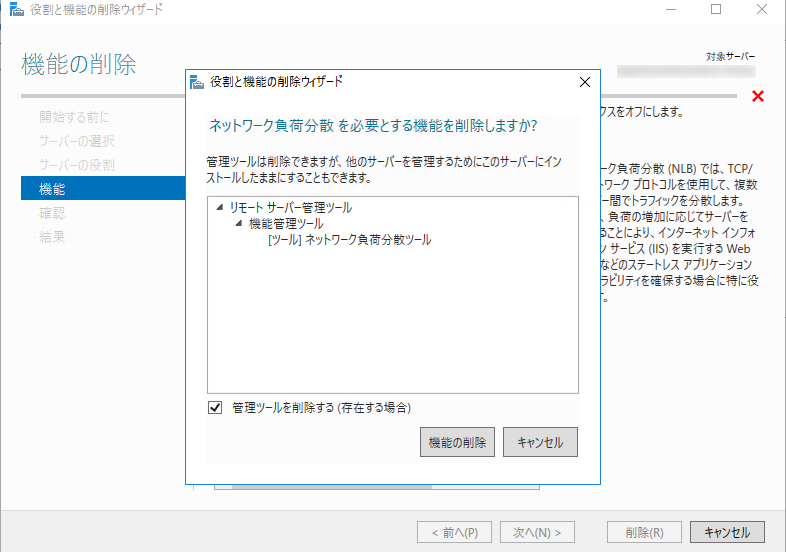 役割と機能の削除ウィザード
機能の削除
対象サーバー
開始する前に
サーバーの選択
サーバーの役割
機能
確認
結果
クスをオフにします。
ーク負荷分散 (NLB) では、TCP/
トワーク プロトコルを使用して、複数
ー間でトラフィックを分散します。
、負荷の増加に応じてサーバーを
ることにより、インターネット インフォ
ン サービス (IIS) を実行する Web
などのステートレス アプリケーション
ラビリティを確保する場合に特に役
す。
役割と機能の削除ウィザード
ネットワーク負荷分散 を必要とする機能を削除しますか?
管理ツールは削除できますが、他のサーバーを管理するためにこのサーバーにイン
ストールしたままにすることもできます。
リモート サーバー管理ツール
機能管理ツール
[ツール] ネットワーク負荷分散ツール
管理ツールを削除する (存在する場合)
機能の削除
キャンセル
< 前へ(P)
次へ(N) >
削除(R)
キャンセル